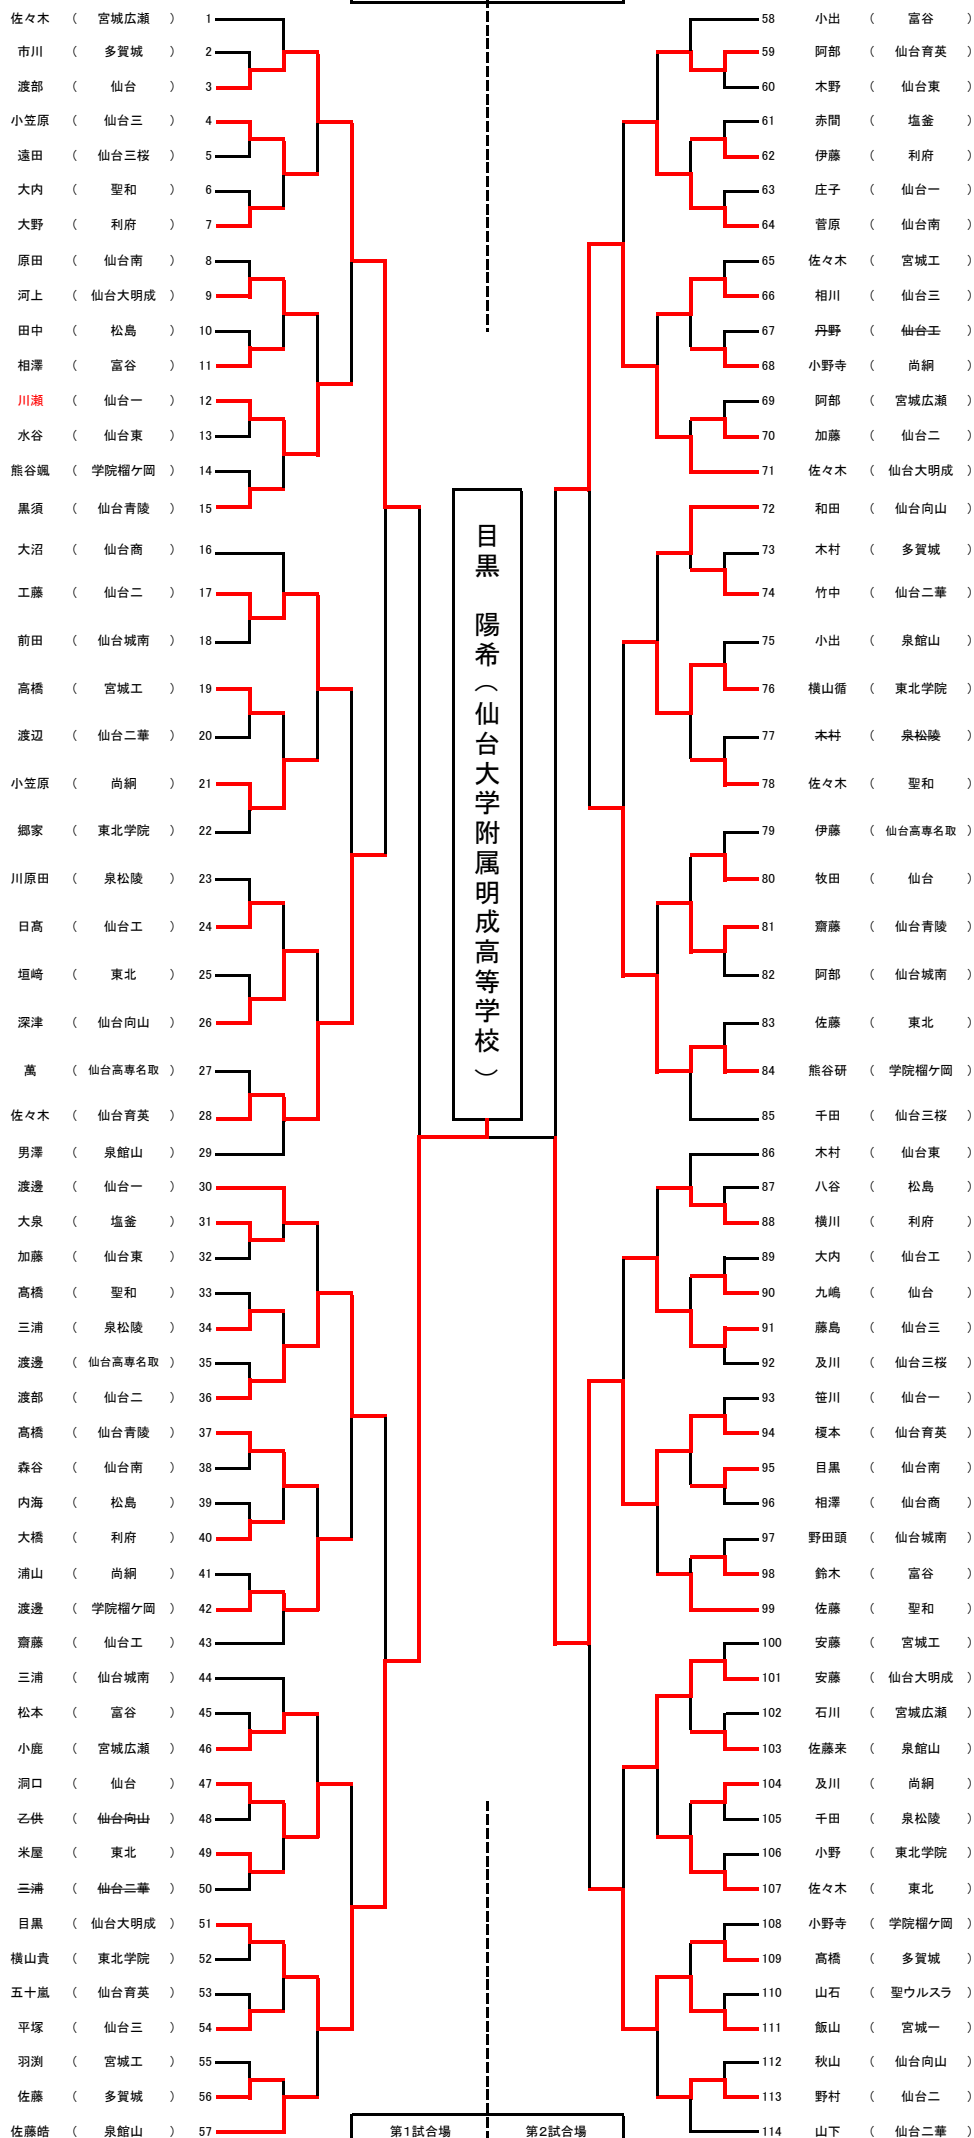 佐々木 （ 宮城広瀬 ） 1
市川 （ 多賀城 ） 2
渡部 （ 仙台 ） 3
小笠原 （ 仙台三 ） 4
遠田 （ 仙台三桜 ） 5
大内 （ 聖和 ） 6
大野 （ 利府 ） 7
原田 （ 仙台南 ） 8
河上 （ 仙台大明成 ） 9
田中 （ 松島 ） 10
相澤 （ 富谷 ） 11
川瀬 （ 仙台一 ） 12
水谷 （ 仙台東 ） 13
熊谷颯 （ 学院榴ケ岡 ） 14
黒須 （ 仙台青陵 ） 15
大沼 （ 仙台商 ） 16
工藤 （ 仙台二 ） 17
前田 （ 仙台城南 ） 18
高橋 （ 宮城工 ） 19
渡辺 （ 仙台二華 ） 20
小笠原 （ 尚絅 ） 21
郷家 （ 東北学院 ） 22
川原田 （ 泉松陵 ） 23
日髙 （ 仙台工 ） 24
垣﨑 （ 東北 ） 25
深津 （ 仙台向山 ） 26
萬 （ 仙台高専名取 ） 27
佐々木 （ 仙台育英 ） 28
男澤 （ 泉館山 ） 29
渡邊 （ 仙台一 ） 30
大泉 （ 塩釜 ） 31
加藤 （ 仙台東 ） 32
髙橋 （ 聖和 ） 33
三浦 （ 泉松陵 ） 34
渡邊 （ 仙台高専名取 ） 35
渡部 （ 仙台二 ） 36
髙橋 （ 仙台青陵 ） 37
森谷 （ 仙台南 ） 38
内海 （ 松島 ） 39
大橋 （ 利府 ） 40
浦山 （ 尚絅 ） 41
渡邊 （ 学院榴ケ岡 ） 42
齋藤 （ 仙台工 ） 43
三浦 （ 仙台城南 ） 44
松本 （ 富谷 ） 45
小鹿 （ 宮城広瀬 ） 46
洞口 （ 仙台 ） 47
乙供 （ 仙台向山 ） 48
米屋 （ 東北 ） 49
三浦 （ 仙台二華 ） 50
目黒 （ 仙台大明成 ） 51
横山貴 （ 東北学院 ） 52
五十嵐 （ 仙台育英 ） 53
平塚 （ 仙台三 ） 54
羽渕 （ 宮城工 ） 55
佐藤 （ 多賀城 ） 56
佐藤皓 （ 泉館山 ） 57
目黒 陽希（仙台大学附属明成高等学校）
第1試合場 第2試合場
58 小出 （ 富谷 ）
59 阿部 （ 仙台育英 ）
60 木野 （ 仙台東 ）
61 赤間 （ 塩釜 ）
62 伊藤 （ 利府 ）
63 庄子 （ 仙台一 ）
64 菅原 （ 仙台南 ）
65 佐々木 （ 宮城工 ）
66 相川 （ 仙台三 ）
67 丹野 （ 仙台工 ）
68 小野寺 （ 尚絅 ）
69 阿部 （ 宮城広瀬 ）
70 加藤 （ 仙台二 ）
71 佐々木 （ 仙台大明成 ）
72 和田 （ 仙台向山 ）
73 木村 （ 多賀城 ）
74 竹中 （ 仙台二華 ）
75 小出 （ 泉館山 ）
76 横山循 （ 東北学院 ）
77 木村 （ 泉松陵 ）
78 佐々木 （ 聖和 ）
79 伊藤 （ 仙台高専名取 ）
80 牧田 （ 仙台 ）
81 齋藤 （ 仙台青陵 ）
82 阿部 （ 仙台城南 ）
83 佐藤 （ 東北 ）
84 熊谷研 （ 学院榴ケ岡 ）
85 千田 （ 仙台三桜 ）
86 木村 （ 仙台東 ）
87 八谷 （ 松島 ）
88 横川 （ 利府 ）
89 大内 （ 仙台工 ）
90 九嶋 （ 仙台 ）
91 藤島 （ 仙台三 ）
92 及川 （ 仙台三桜 ）
93 笹川 （ 仙台一 ）
94 榎本 （ 仙台育英 ）
95 目黒 （ 仙台南 ）
96 相澤 （ 仙台商 ）
97 野田頭 （ 仙台城南 ）
98 鈴木 （ 富谷 ）
99 佐藤 （ 聖和 ）
100 安藤 （ 宮城工 ）
101 安藤 （ 仙台大明成 ）
102 石川 （ 宮城広瀬 ）
103 佐藤来 （ 泉館山 ）
104 及川 （ 尚絅 ）
105 千田 （ 泉松陵 ）
106 小野 （ 東北学院 ）
107 佐々木 （ 東北 ）
108 小野寺 （ 学院榴ケ岡 ）
109 髙橋 （ 多賀城 ）
110 山石 （ 聖ウルスラ ）
111 飯山 （ 宮城一 ）
112 秋山 （ 仙台向山 ）
113 野村 （ 仙台二 ）
114 山下 （ 仙台二華 ）